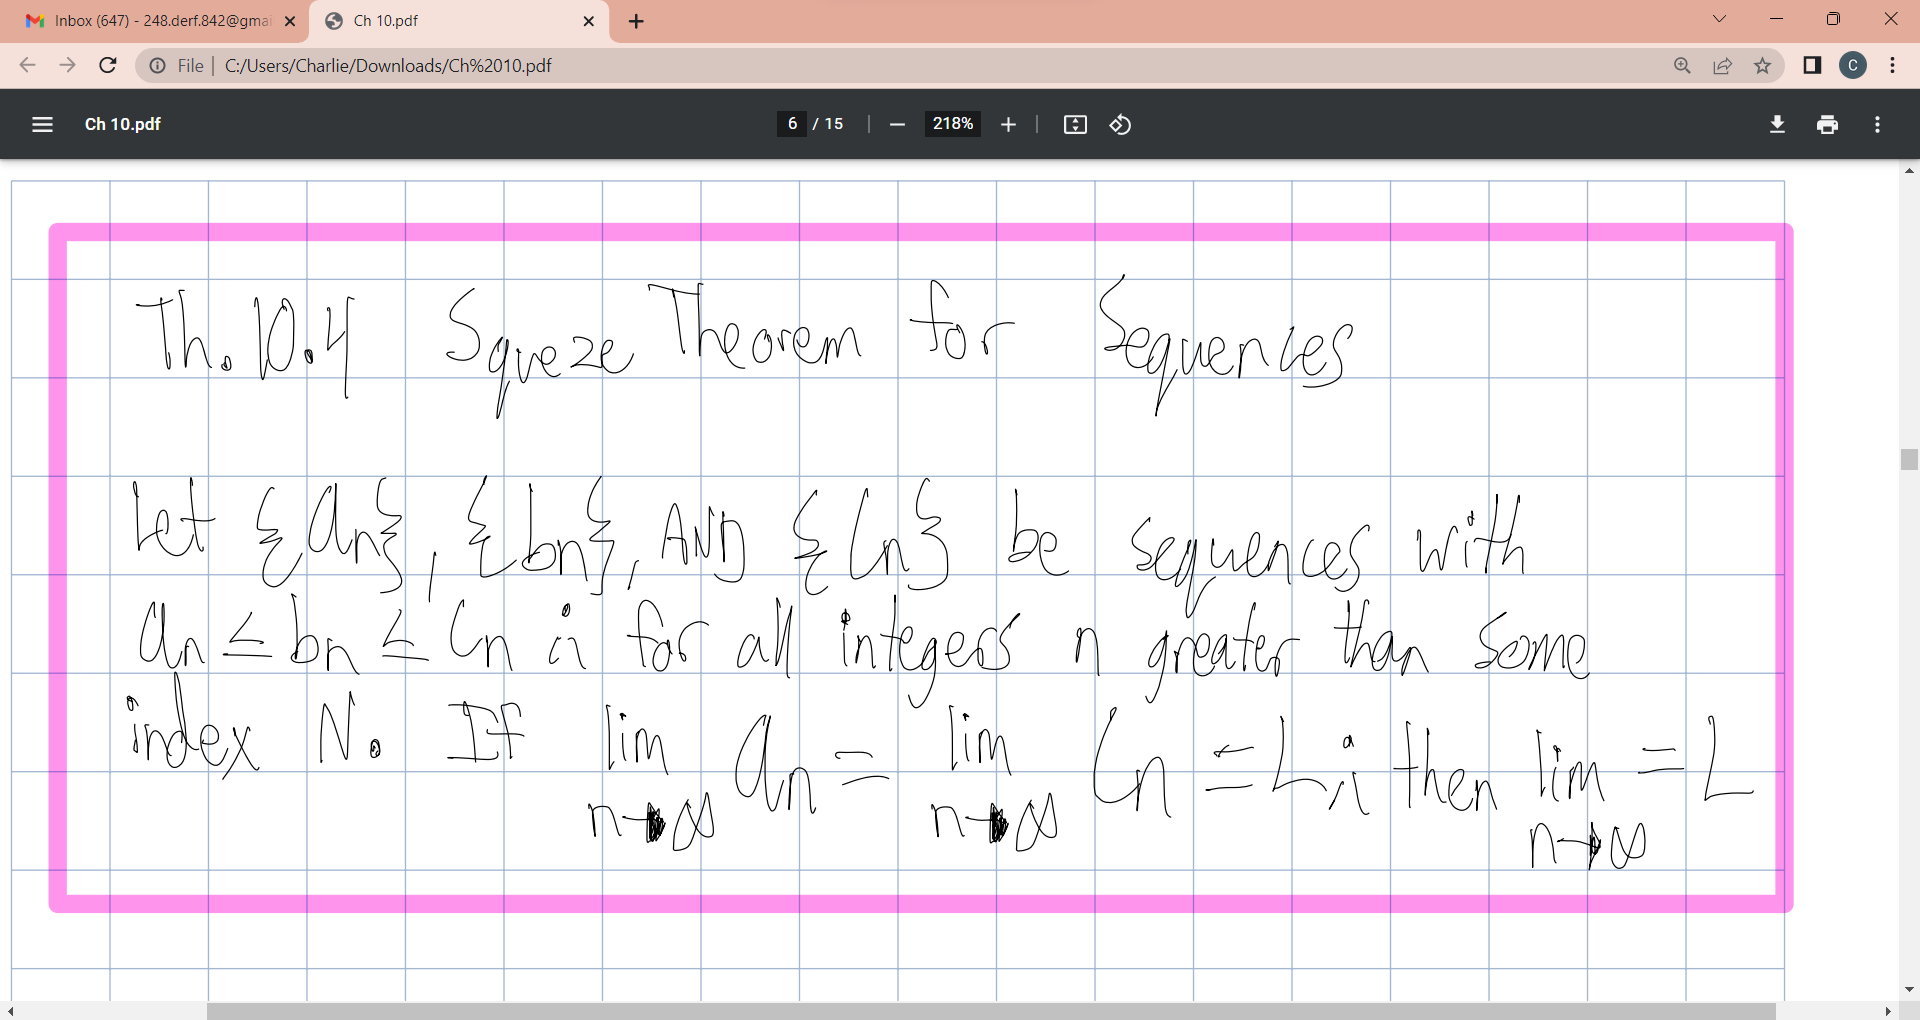 Inbox (647) - 248.derf.842@gmai
Ch 10.pdf
File | C:/Users/Charlie/Downloads/Ch%2010.pdf
C
Ch 10.pdf
6 / 15
218%
Th. 10.4 Squeze Theorem for Sequences
Let {an}, {bn}, AND {Cn} be sequences with
an ≤ bn ≤ Cn for all integers n greater than some
index N. If lim n→∞ an = lim n→∞ Cn = L, then lim n→∞ = L